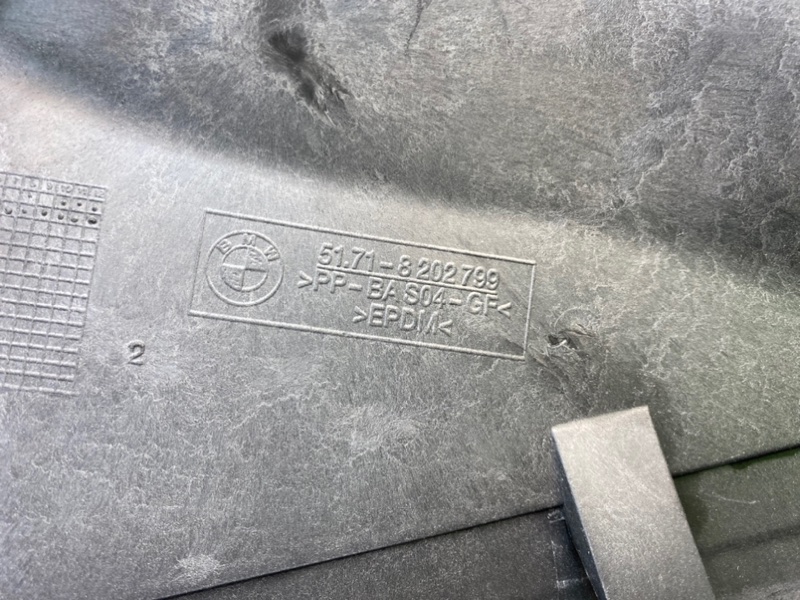 BMW
51.71-8 202 799
>PP-BA S04-GF<
>EPDM<
2